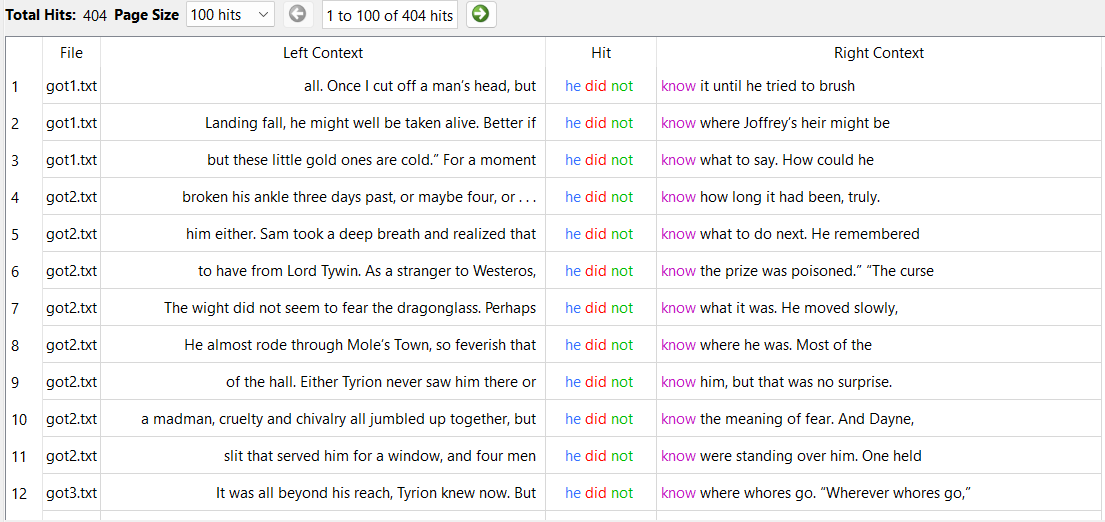 Total Hits: 404 Page Size 100 hits 1 to 100 of 404 hits
File Left Context Hit Right Context
1 got1.txt all. Once I cut off a man’s head, but he did not know it until he tried to brush
2 got1.txt Landing fall, he might well be taken alive. Better if he did not know where Joffrey’s heir might be
3 got1.txt but these little gold ones are cold.” For a moment he did not know what to say. How could he
4 got2.txt broken his ankle three days past, or maybe four, or . . . he did not know how long it had been, truly.
5 got2.txt him either. Sam took a deep breath and realized that he did not know what to do next. He remembered
6 got2.txt to have from Lord Tywin. As a stranger to Westeros, he did not know the prize was poisoned.” “The curse
7 got2.txt The wight did not seem to fear the dragonglass. Perhaps he did not know what it was. He moved slowly,
8 got2.txt He almost rode through Mole’s Town, so feverish that he did not know where he was. Most of the
9 got2.txt of the hall. Either Tyrion never saw him there or he did not know him, but that was no surprise.
10 got2.txt a madman, cruelty and chivalry all jumbled up together, but he did not know the meaning of fear. And Dayne,
11 got2.txt slit that served him for a window, and four men he did not know were standing over him. One held
12 got3.txt It was all beyond his reach, Tyrion knew now. But he did not know where whores go. “Wherever whores go,”